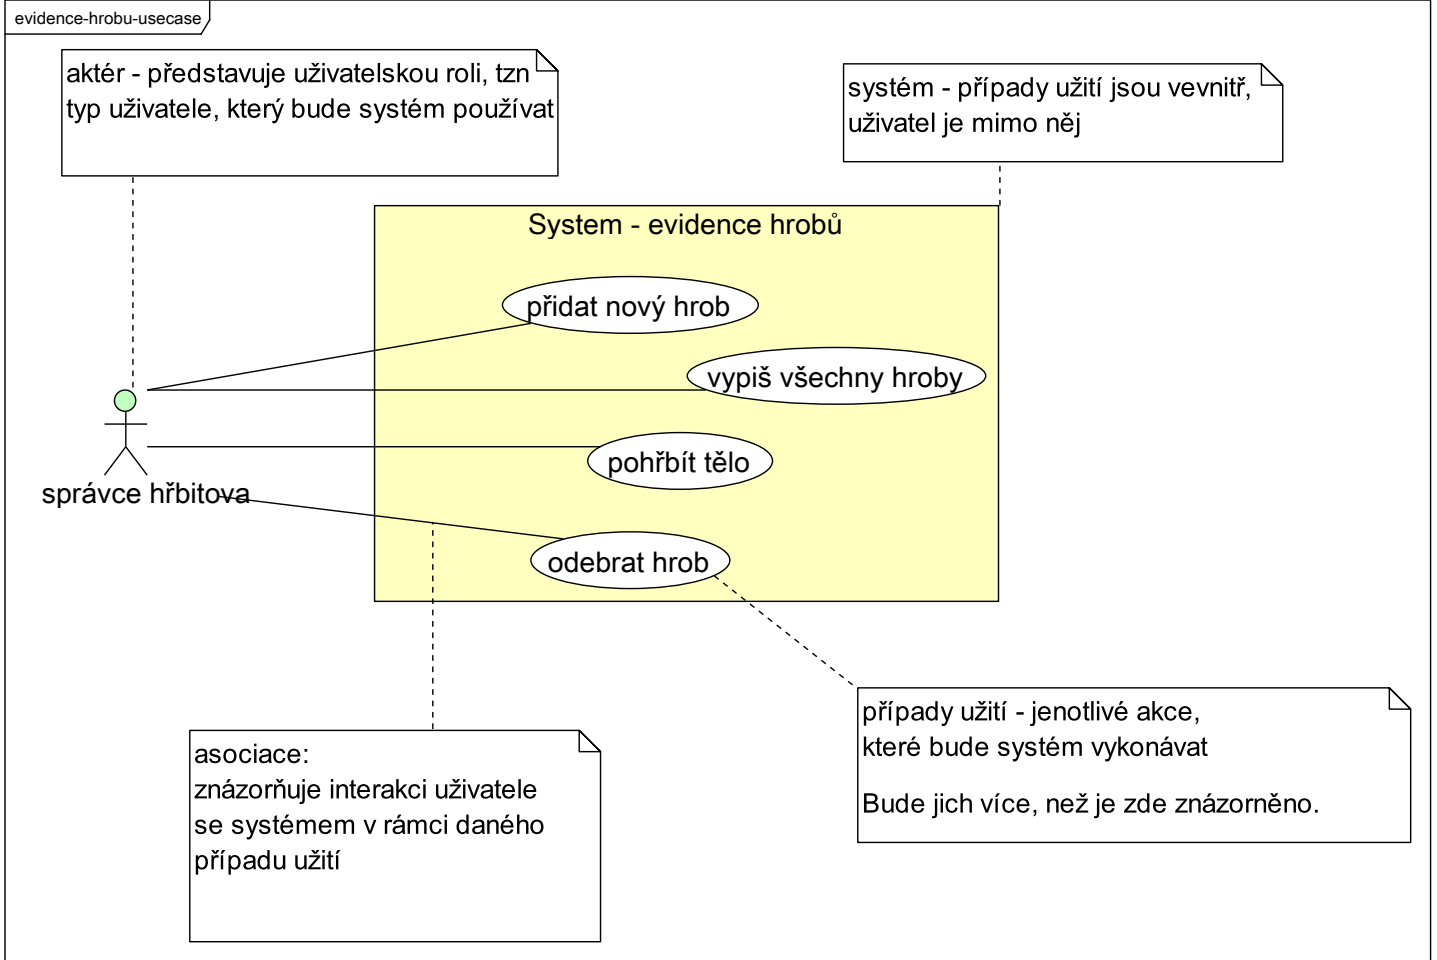 evidence-hrobu-usecase
aktér - představuje uživatelskou roli, tzn
typ uživatele, který bude systém používat
systém - případy užití jsou vevnitř,
uživatel je mimo něj
System - evidence hrobů
přidat nový hrob
vypiš všechny hroby
pohřbít tělo
správce hřbitova
odebrat hrob
případy užití - jenotlivé akce,
které bude systém vykonávat
Bude jich více, než je zde znázorněno.
asociace:
znázorňuje interakci uživatele
se systémem v rámci daného
případu užití